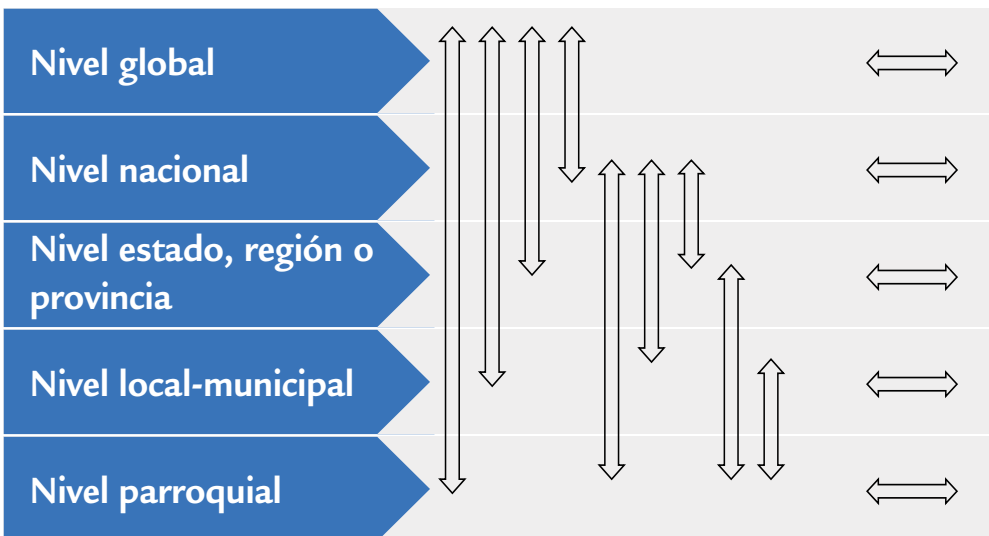 Nivel global
Nivel nacional
Nivel estado, región o
provincia
Nivel local-municipal
Nivel parroquial